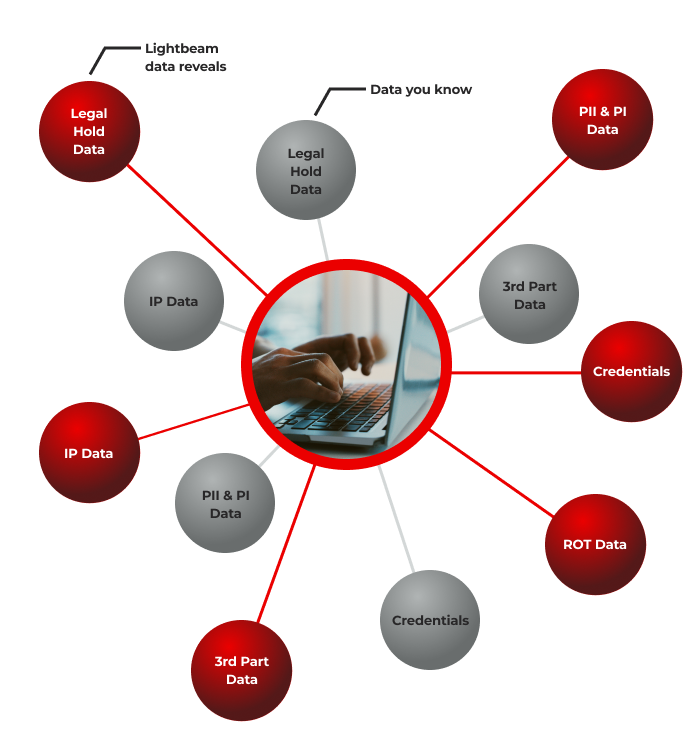 Lightbeam
data reveals
Data you know
Legal
Hold
Data
PII & PI
Data
Legal
Hold
Data
IP Data
3rd Part
Data
Credentials
IP Data
PII & PI
Data
ROT Data
Credentials
3rd Part
Data